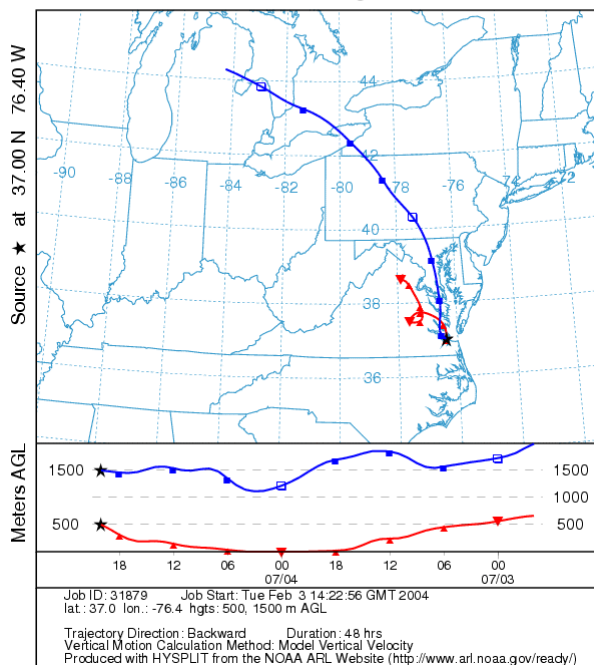 Source ★ at 37.00 N 76.40 W
44
42
-90
-86
-84
-82
-80
-78
-76
-74
40
38
36
Meters AGL
1500
500
1500
1000
500
18 12 06 00 18 12 06 00
07/04 07/03
Job ID: 31879 Job Start: Tue Feb 3 14:22:56 GMT 2004
lat.: 37.0 lon.: -76.4 hgts: 500, 1500 m AGL
Trajectory Direction: Backward Duration: 48 hrs
Vertical Motion Calculation Method: Model Vertical Velocity
Produced with HYSPLIT from the NOAA ARL Website (http://www.arl.noaa.gov/ready/)